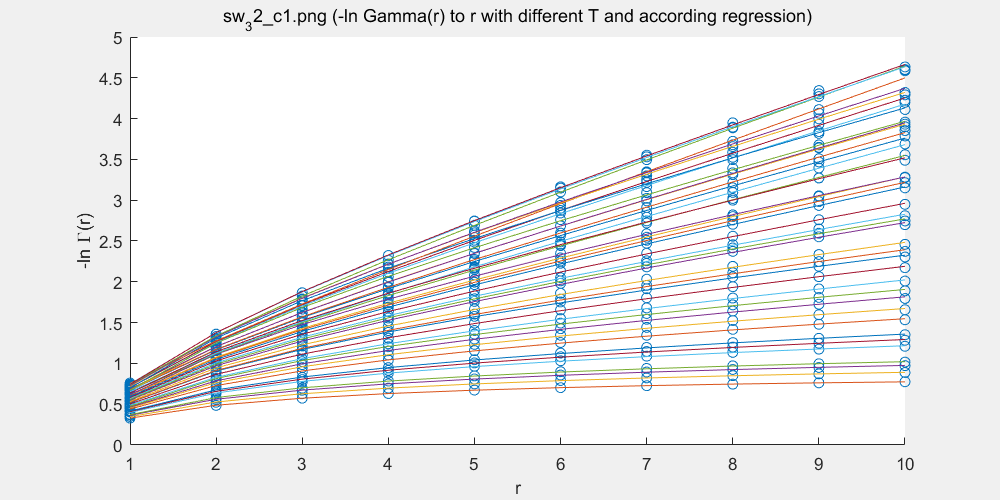 sw_32_c1.png (-ln Gamma(r) to r with different T and according regression)
5
4.5
4
3.5
3
2.5
2
1.5
1
0.5
0
-ln Γ(r)
1 2 3 4 5 6 7 8 9 10
r